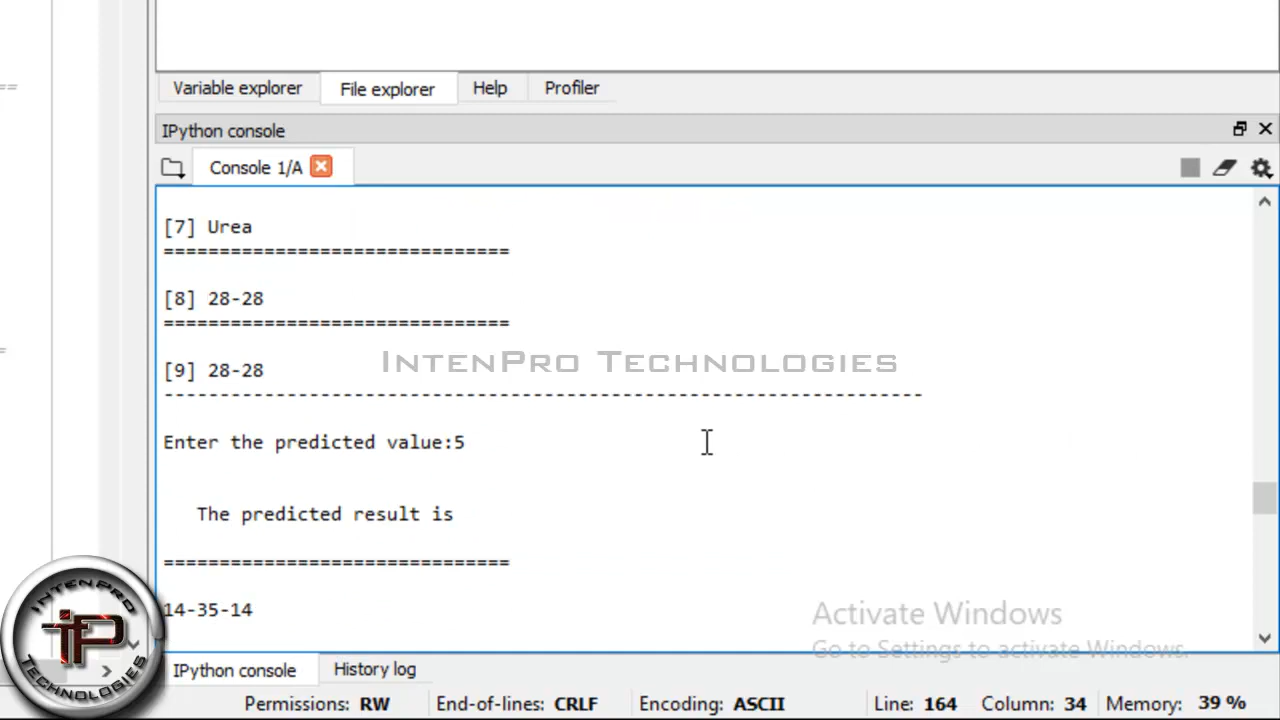 ==
=
Variable explorer File explorer Help Profiler
IPython console
Console 1/A
[7] Urea
===============================
[8] 28-28
===============================
[9] 28-28
--------------------------------------------------------------------
Enter the predicted value:5
The predicted result is
===============================
14-35-14
INTENPRO TECHNOLOGIES
INTENPRO
iP
TECHNOLOGIES
Activate Windows
Go to Settings to activate Windows.
IPython console History log
Permissions: RW End-of-lines: CRLF Encoding: ASCII Line: 164 Column: 34 Memory: 39 %